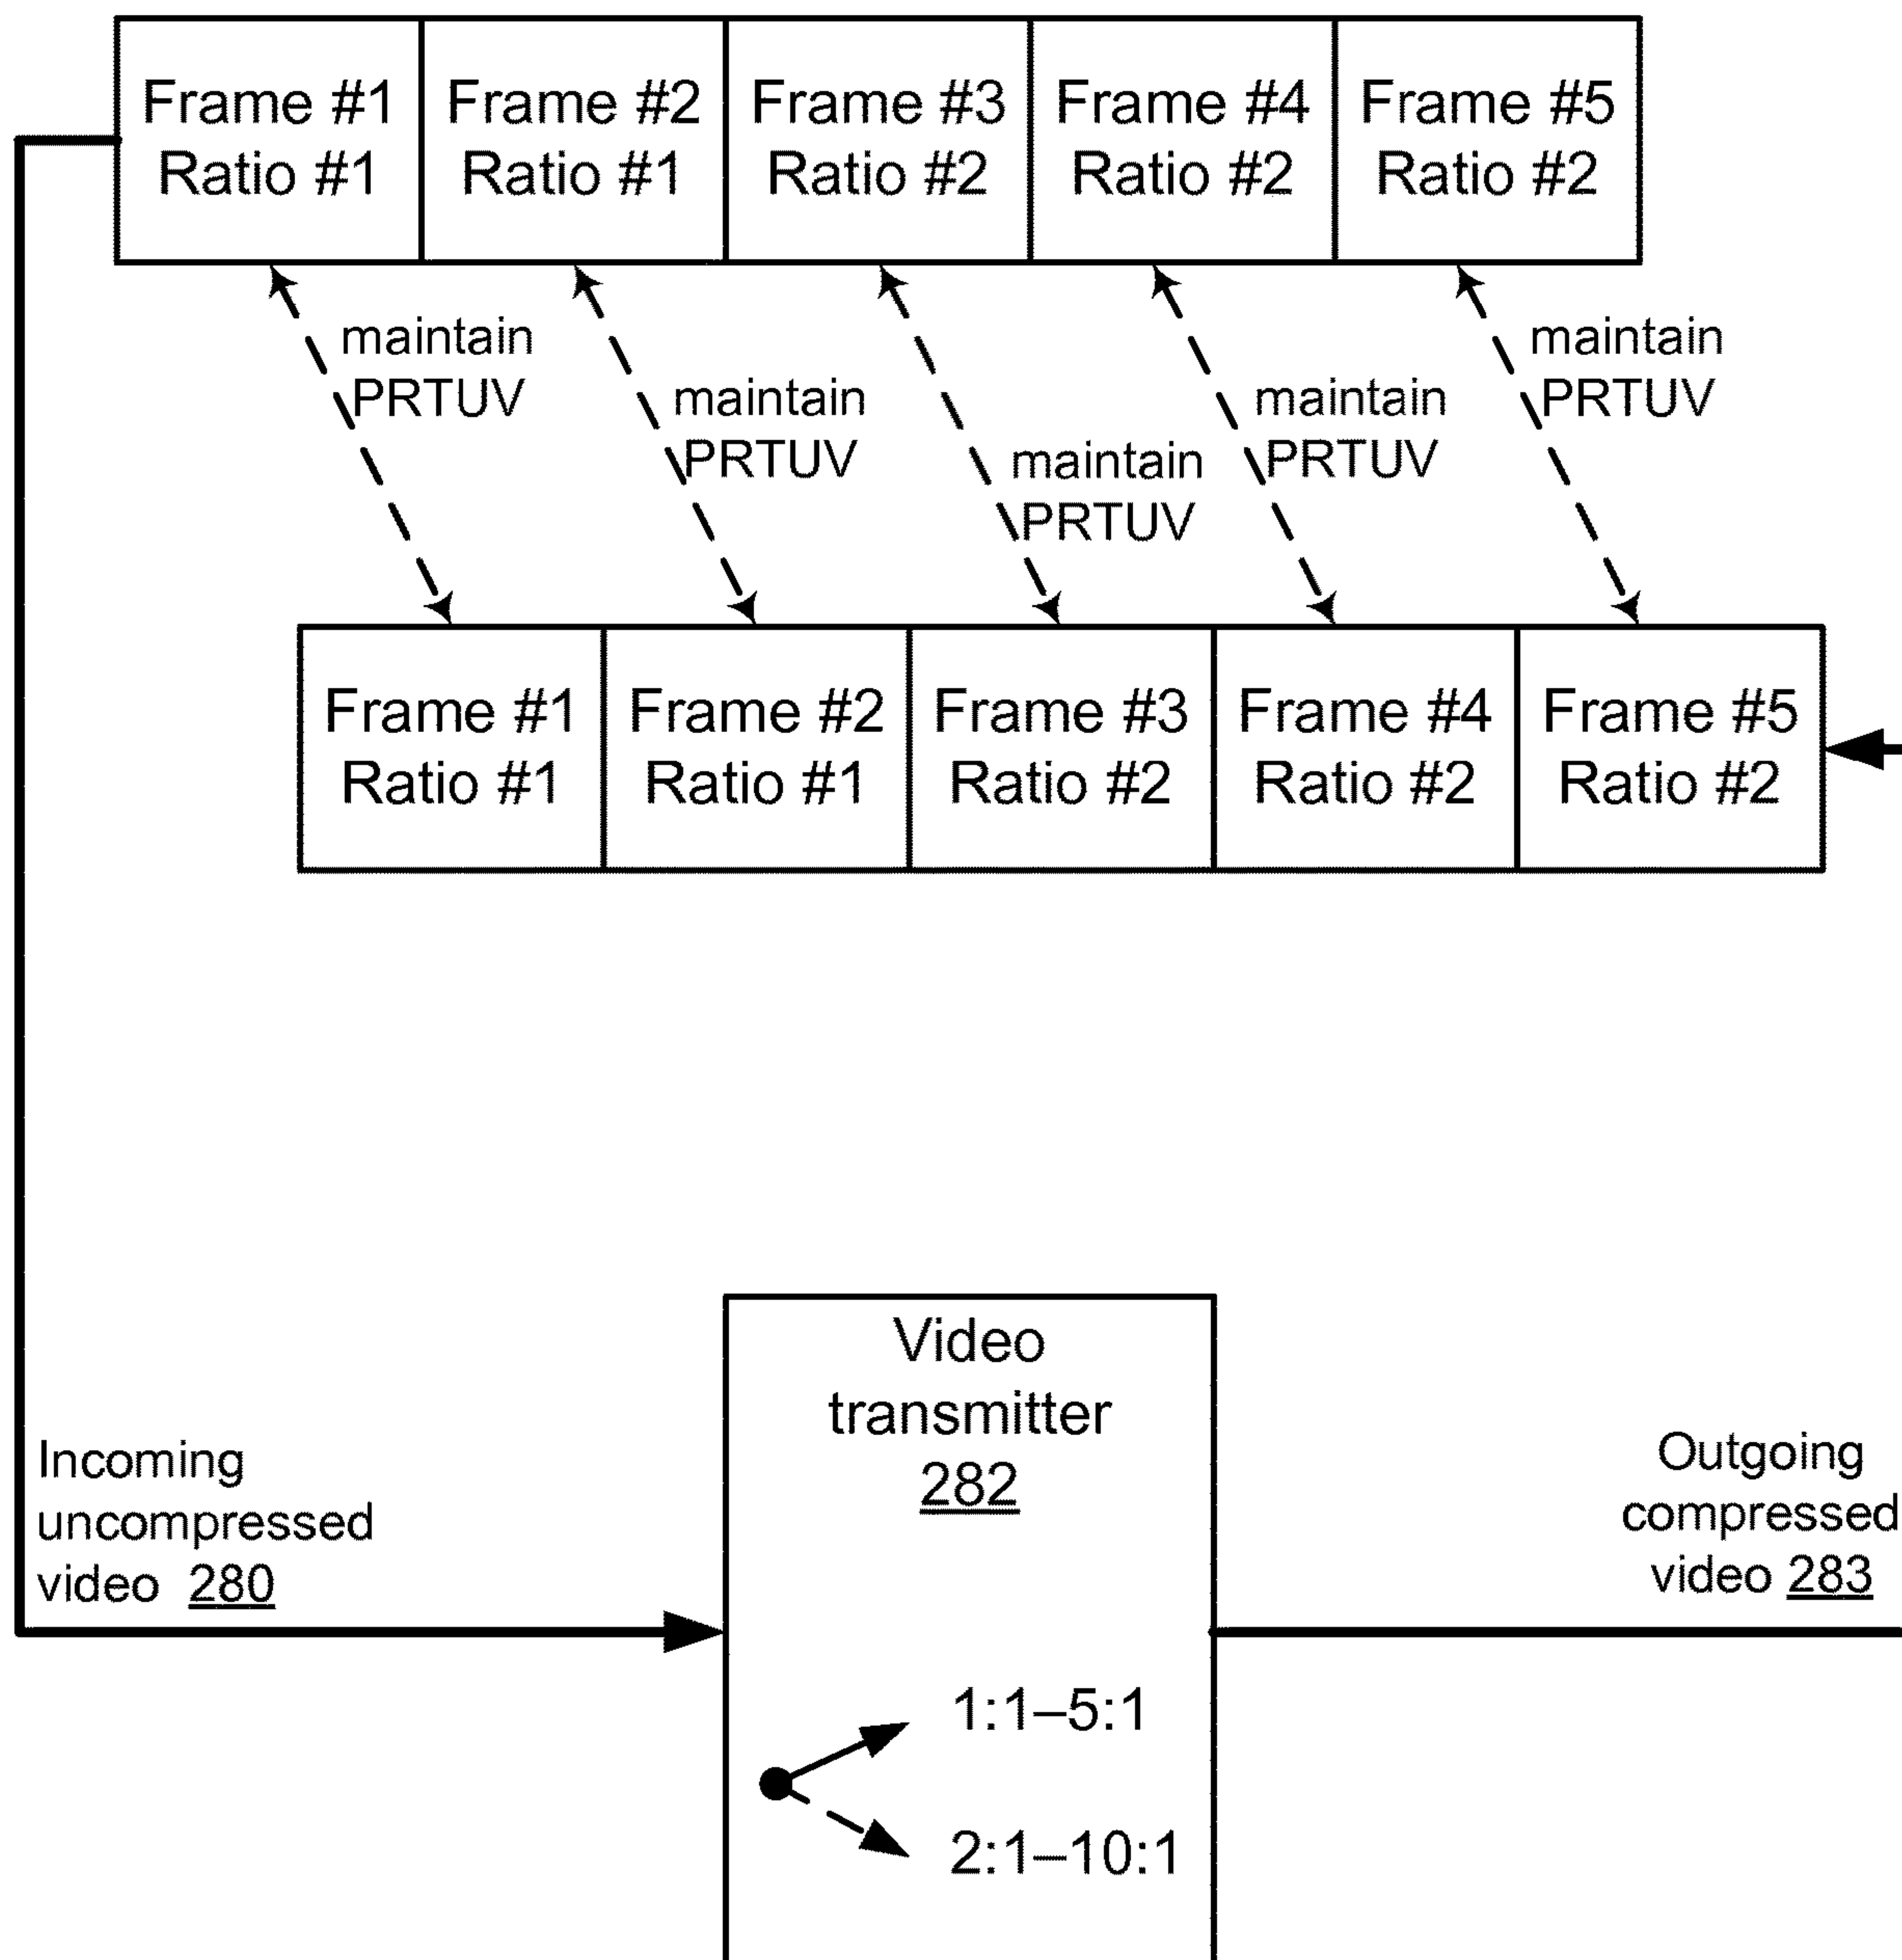 Frame #1
Ratio #1
Frame #2
Ratio #1
Frame #3
Ratio #2
Frame #4
Ratio #2
Frame #5
Ratio #2
maintain
PRTUV
maintain
PRTUV
maintain
PRTUV
maintain
PRTUV
maintain
PRTUV
Frame #1
Ratio #1
Frame #2
Ratio #1
Frame #3
Ratio #2
Frame #4
Ratio #2
Frame #5
Ratio #2
Incoming
uncompressed
video 280
Video
transmitter
282
1:1–5:1
2:1–10:1
Outgoing
compressed
video 283